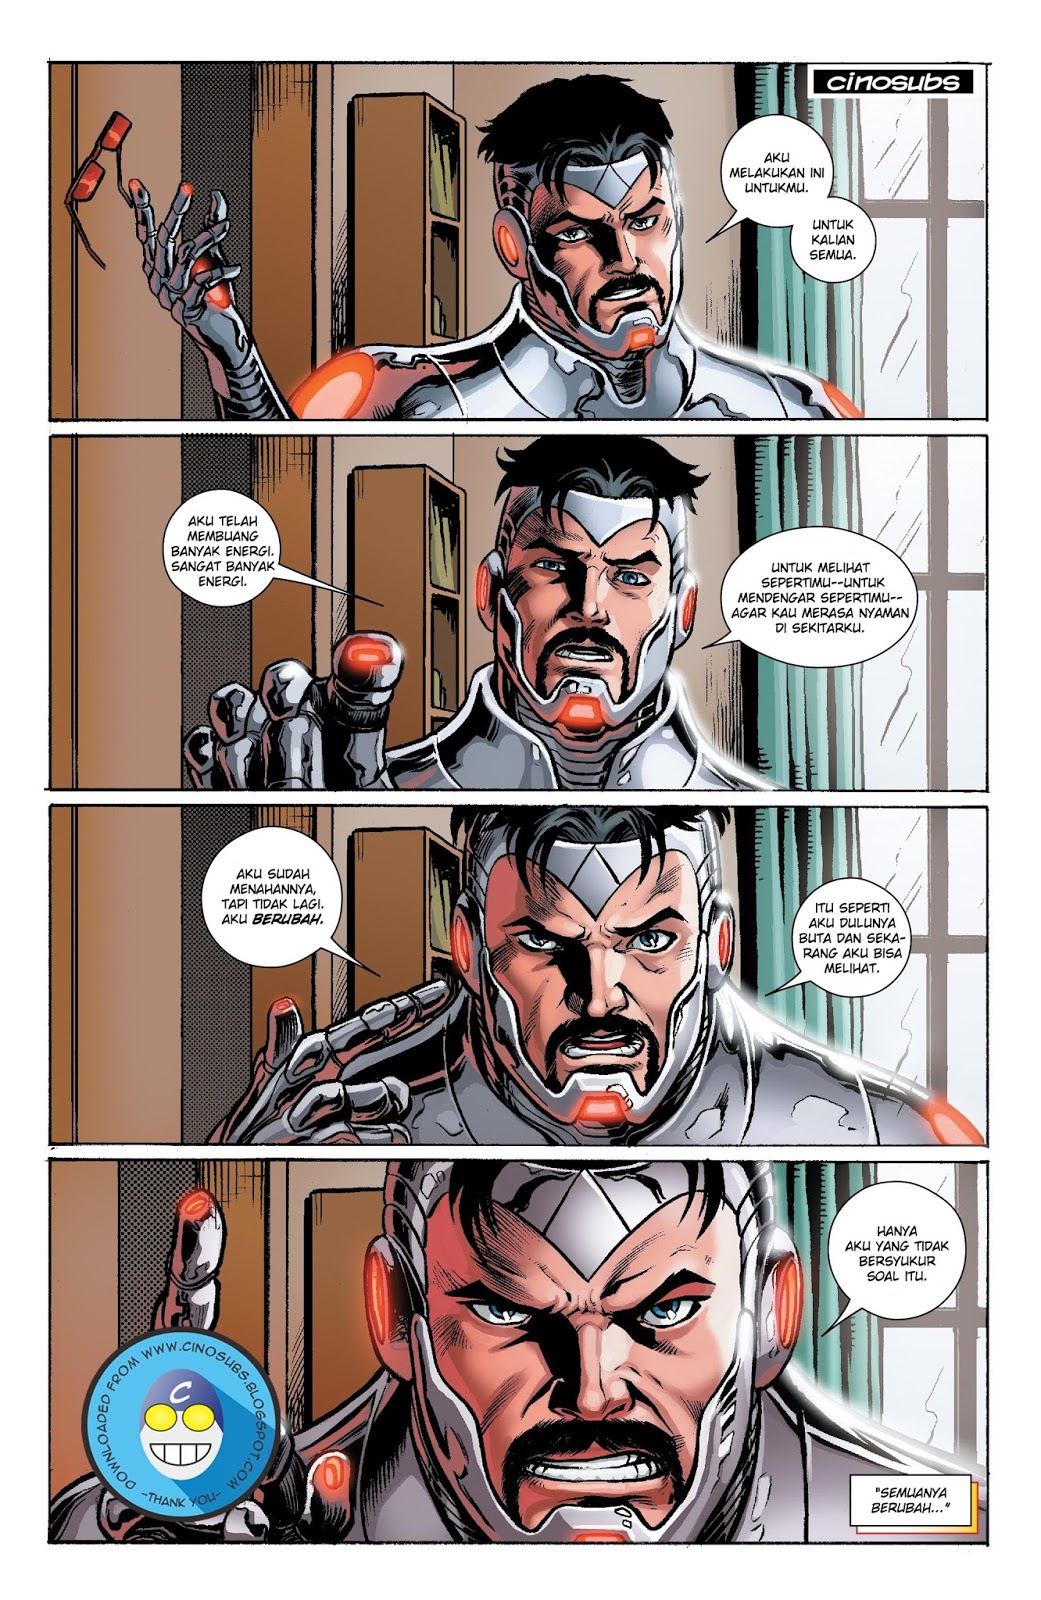 cinosubs
AKU
MELAKUKAN INI
UNTUKMU.
UNTUK
KALIAN
SEMUA.
AKU TELAH
MEMBUANG
BANYAK ENERGI.
SANGAT BANYAK
ENERGI.
UNTUK MELIHAT
SEPERTIMU--UNTUK
MENDENGAR SEPERTIMU--
AGAR KAU MERASA NYAMAN
DI SEKITARKU.
AKU SUDAH
MENAHANNYA,
TAPI TIDAK LAGI.
AKU BERUBAH.
ITU SEPERTI
AKU DULUNYA
BUTA DAN SEKA-
RANG AKU BISA
MELIHAT.
HANYA
AKU YANG TIDAK
BERSYUKUR
SOAL ITU.
DOWNLOADED FROM WWW.CINOSUBS.BLOGSPOT.COM
C
-THANK YOU-
"SEMUANYA
BERUBAH..."